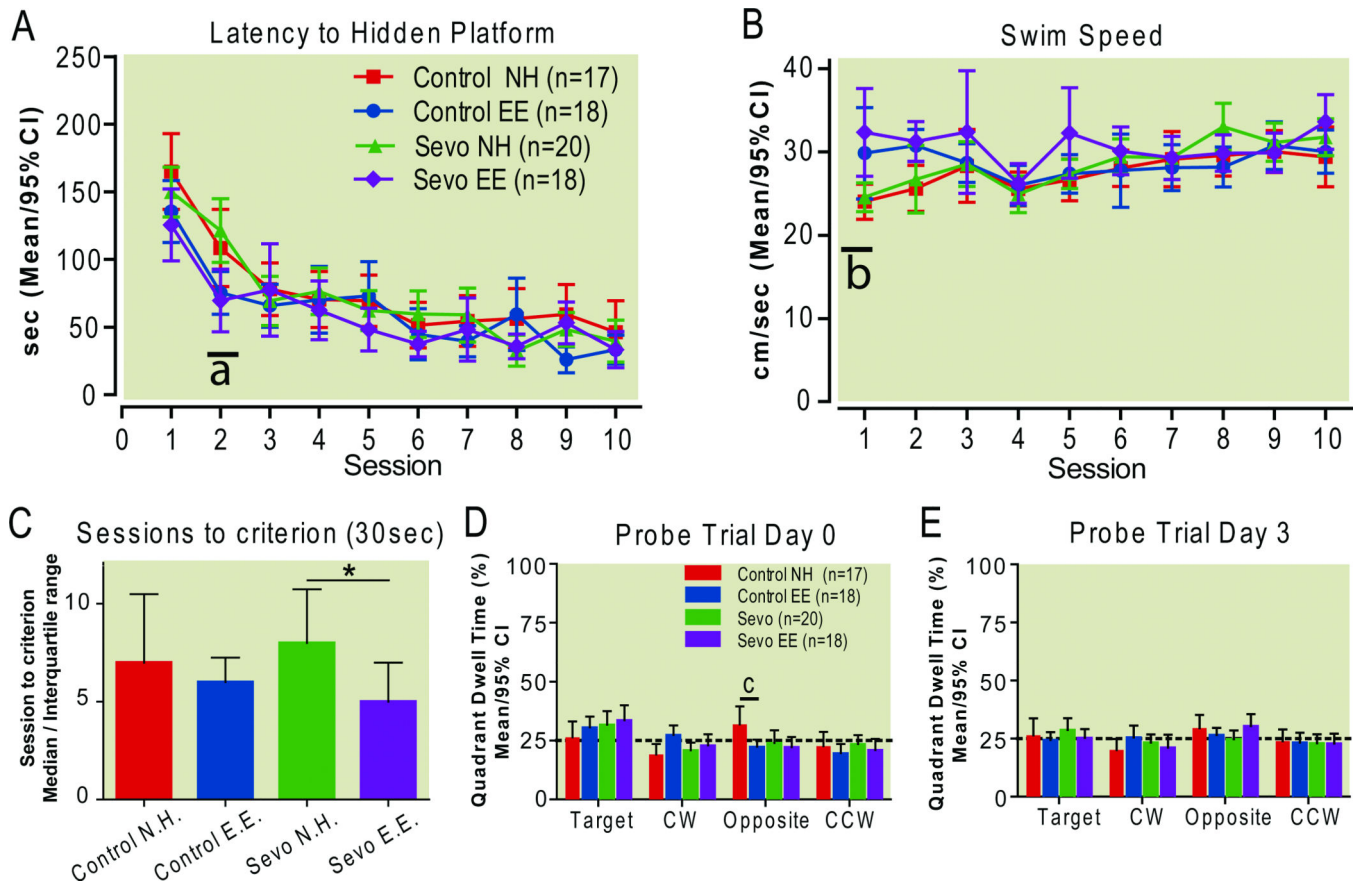 A
Latency to Hidden Platform
sec (Mean/95% CI)
250
200
150
100
50
0
Control NH (n=17)
Control EE (n=18)
Sevo NH (n=20)
Sevo EE (n=18)
a
0 1 2 3 4 5 6 7 8 9 10
Session
B
Swim Speed
cm/sec (Mean/95% CI)
40
30
20
10
0
b
1 2 3 4 5 6 7 8 9 10
Session
C
Sessions to criterion (30sec)
Session to criterion
Median / Interquartile range
10
5
0
*
Control N.H.
Control E.E.
Sevo N.H.
Sevo E.E.
D
Probe Trial Day 0
Quadrant Dwell Time (%)
Mean/95% CI
100
75
50
25
0
Control NH (n=17)
Control EE (n=18)
Sevo (n=20)
Sevo EE (n=18)
c
Target CW Opposite CCW
E
Probe Trial Day 3
Quadrant Dwell Time (%)
Mean/95% CI
100
75
50
25
0
Target CW Opposite CCW